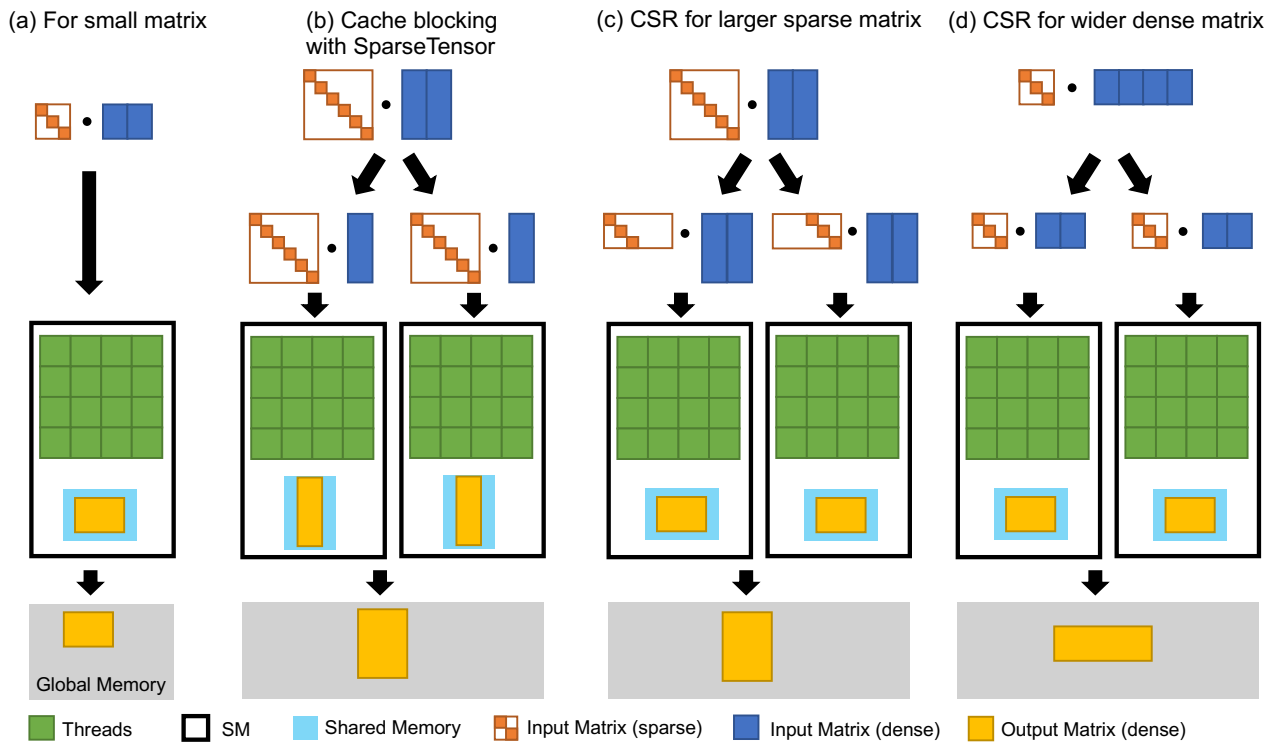 (a) For small matrix
(b) Cache blocking
with SparseTensor
(c) CSR for larger sparse matrix
(d) CSR for wider dense matrix
Global Memory
Threads
SM
Shared Memory
Input Matrix (sparse)
Input Matrix (dense)
Output Matrix (dense)